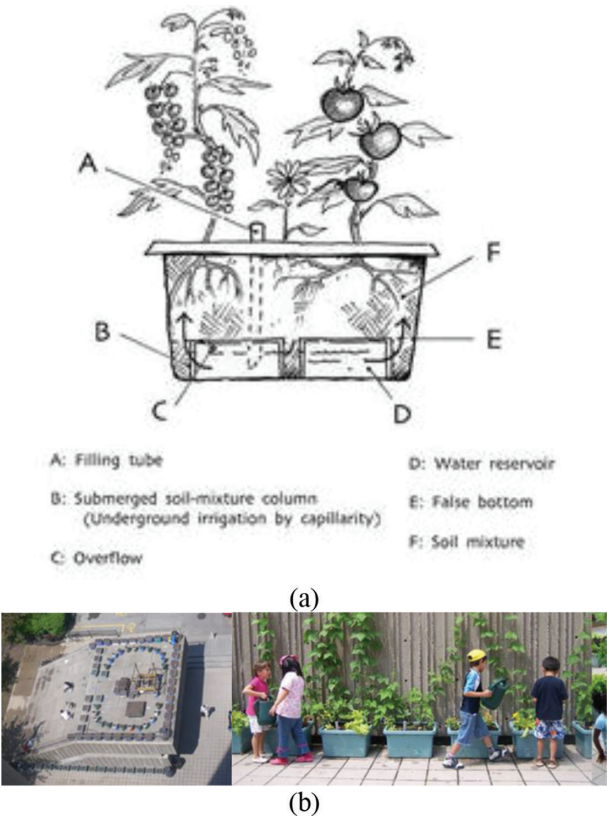 A
F
B
E
C
D
A: Filling tube
B: Submerged soil-mixture column
(Underground irrigation by capillarity)
C: Overflow
D: Water reservoir
E: False bottom
F: Soil mixture
(a)
(b)